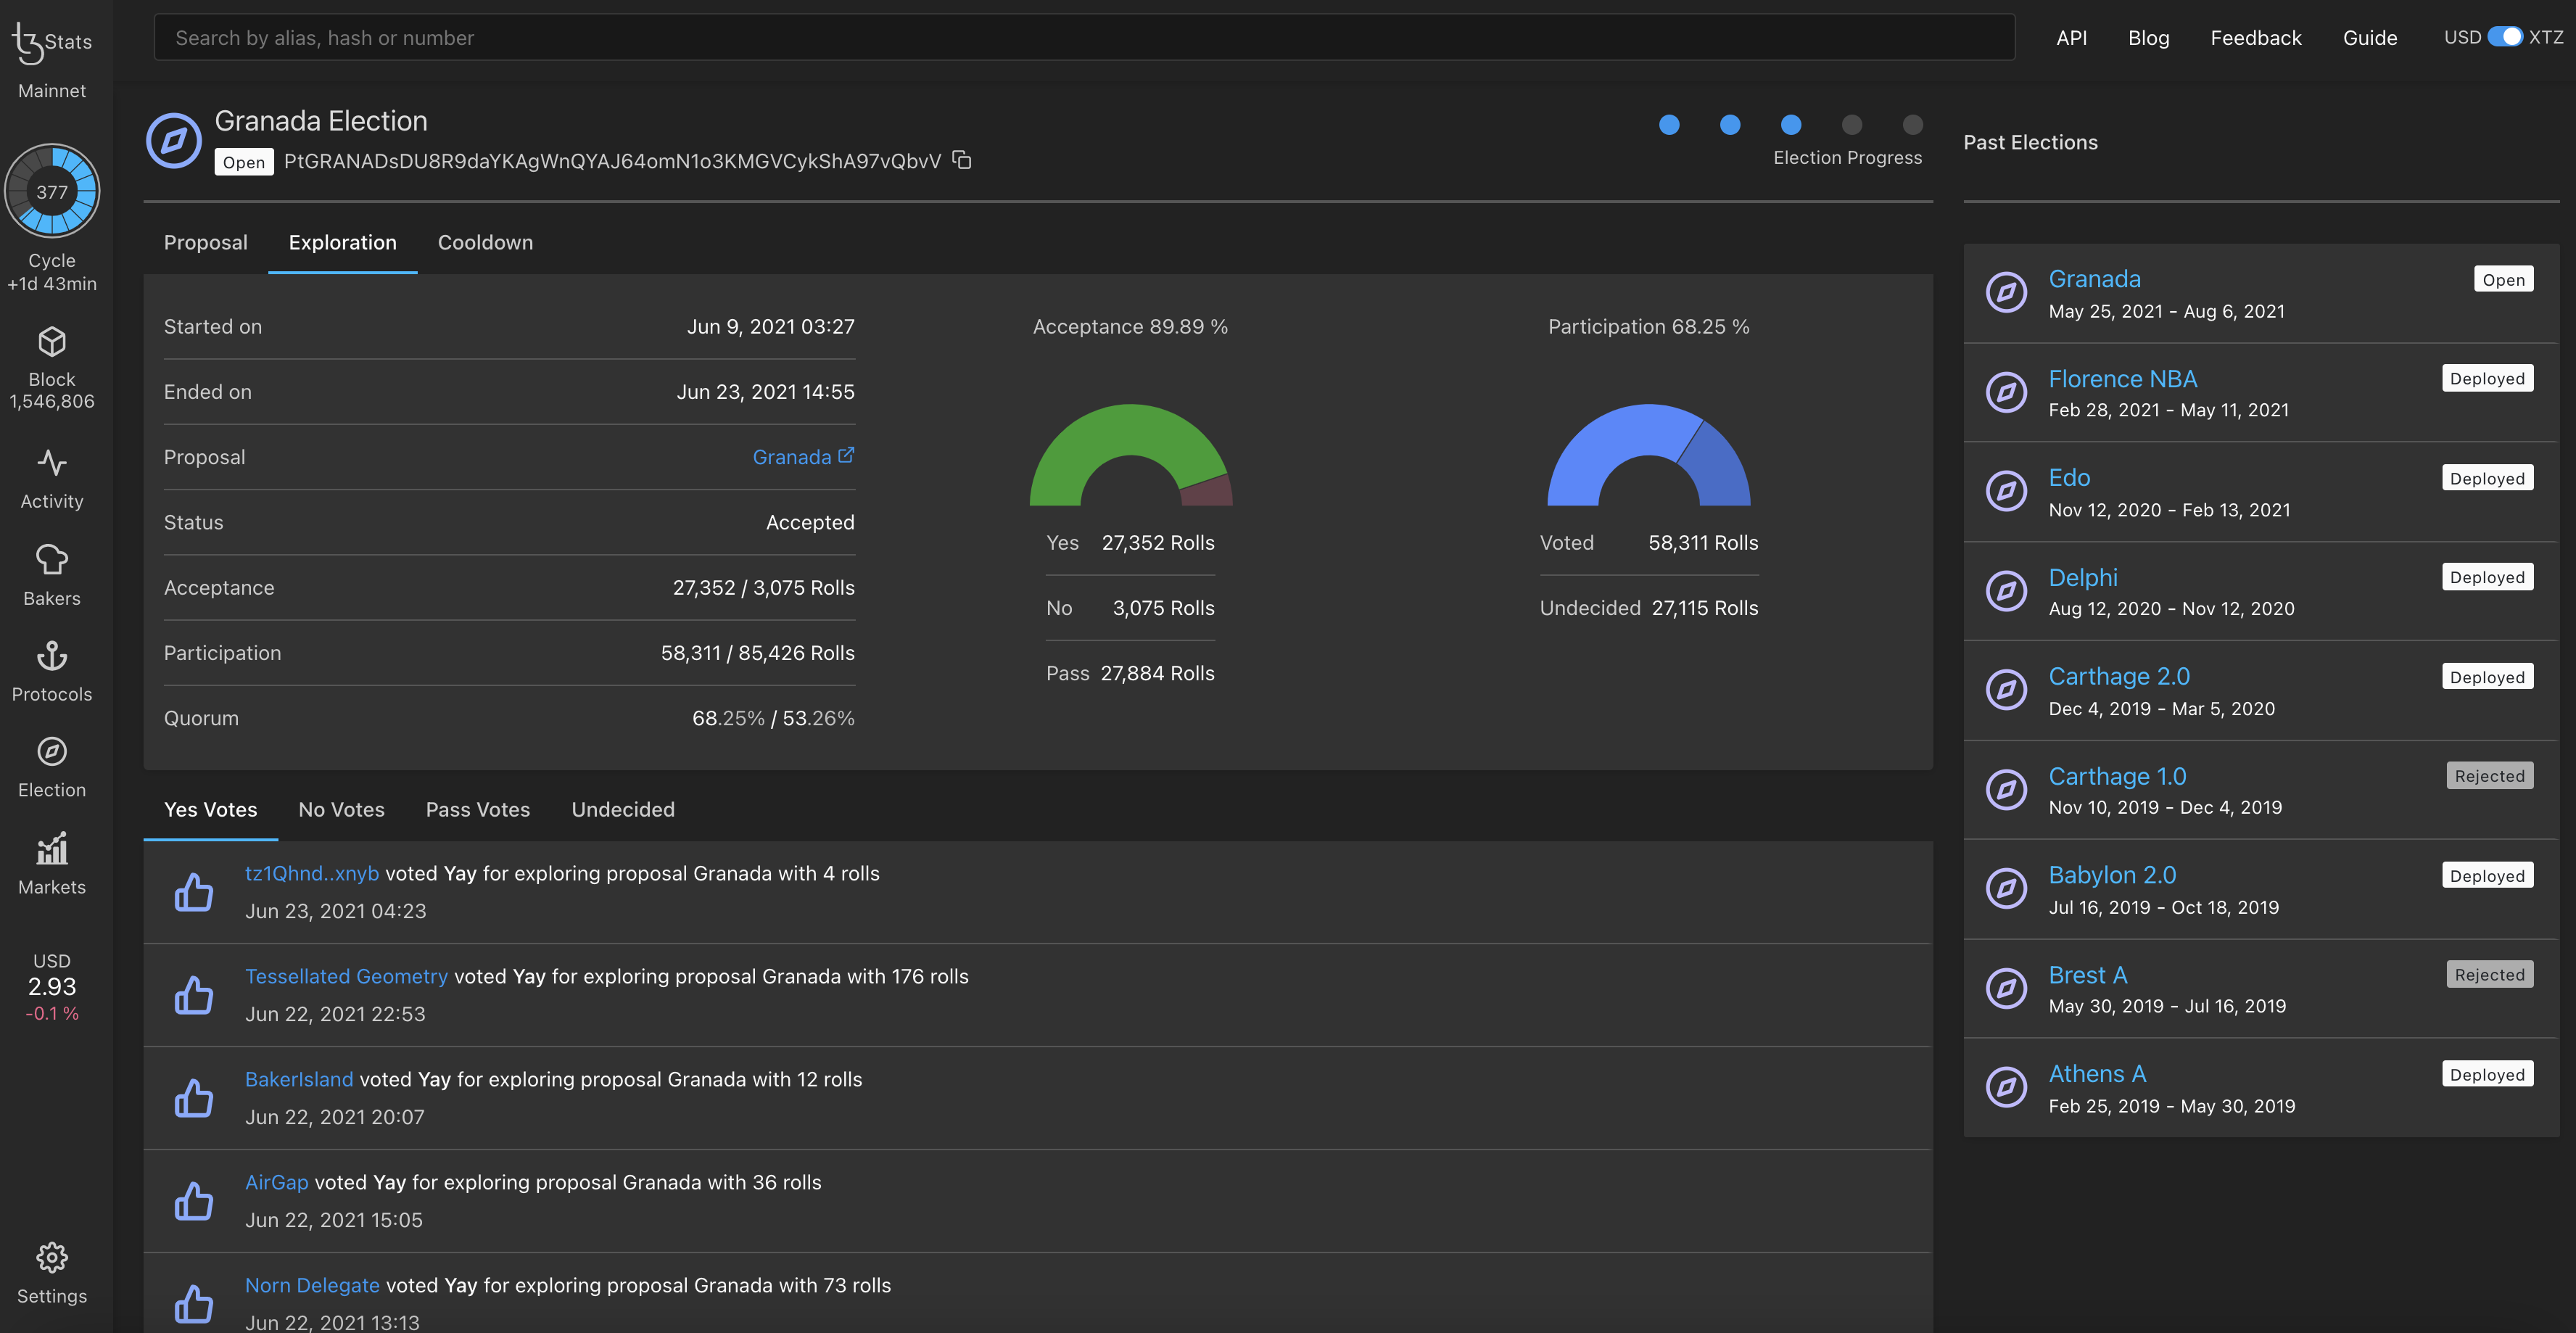 tz Stats
Mainnet
377
Cycle
+1d 43min
Block
1,546,806
Activity
Bakers
Protocols
Election
Markets
USD
2.93
-0.1 %
Settings
Search by alias, hash or number
API Blog Feedback Guide USD XTZ
Granada Election
Open PtGRANADsDU8R9daYKAgWnQYAJ64omN1o3KMGVCykShA97vQbvV
Election Progress
Proposal Exploration Cooldown
Started on Jun 9, 2021 03:27
Ended on Jun 23, 2021 14:55
Proposal Granada
Status Accepted
Acceptance 27,352 / 3,075 Rolls
Participation 58,311 / 85,426 Rolls
Quorum 68.25% / 53.26%
Acceptance 89.89 %
Yes 27,352 Rolls
No 3,075 Rolls
Pass 27,884 Rolls
Participation 68.25 %
Voted 58,311 Rolls
Undecided 27,115 Rolls
Yes Votes No Votes Pass Votes Undecided
tz1Qhnd..xnyb voted Yay for exploring proposal Granada with 4 rolls
Jun 23, 2021 04:23
Tessellated Geometry voted Yay for exploring proposal Granada with 176 rolls
Jun 22, 2021 22:53
BakerIsland voted Yay for exploring proposal Granada with 12 rolls
Jun 22, 2021 20:07
AirGap voted Yay for exploring proposal Granada with 36 rolls
Jun 22, 2021 15:05
Norn Delegate voted Yay for exploring proposal Granada with 73 rolls
Jun 22, 2021 13:13
Past Elections
Granada Open
May 25, 2021 - Aug 6, 2021
Florence NBA Deployed
Feb 28, 2021 - May 11, 2021
Edo Deployed
Nov 12, 2020 - Feb 13, 2021
Delphi Deployed
Aug 12, 2020 - Nov 12, 2020
Carthage 2.0 Deployed
Dec 4, 2019 - Mar 5, 2020
Carthage 1.0 Rejected
Nov 10, 2019 - Dec 4, 2019
Babylon 2.0 Deployed
Jul 16, 2019 - Oct 18, 2019
Brest A Rejected
May 30, 2019 - Jul 16, 2019
Athens A Deployed
Feb 25, 2019 - May 30, 2019